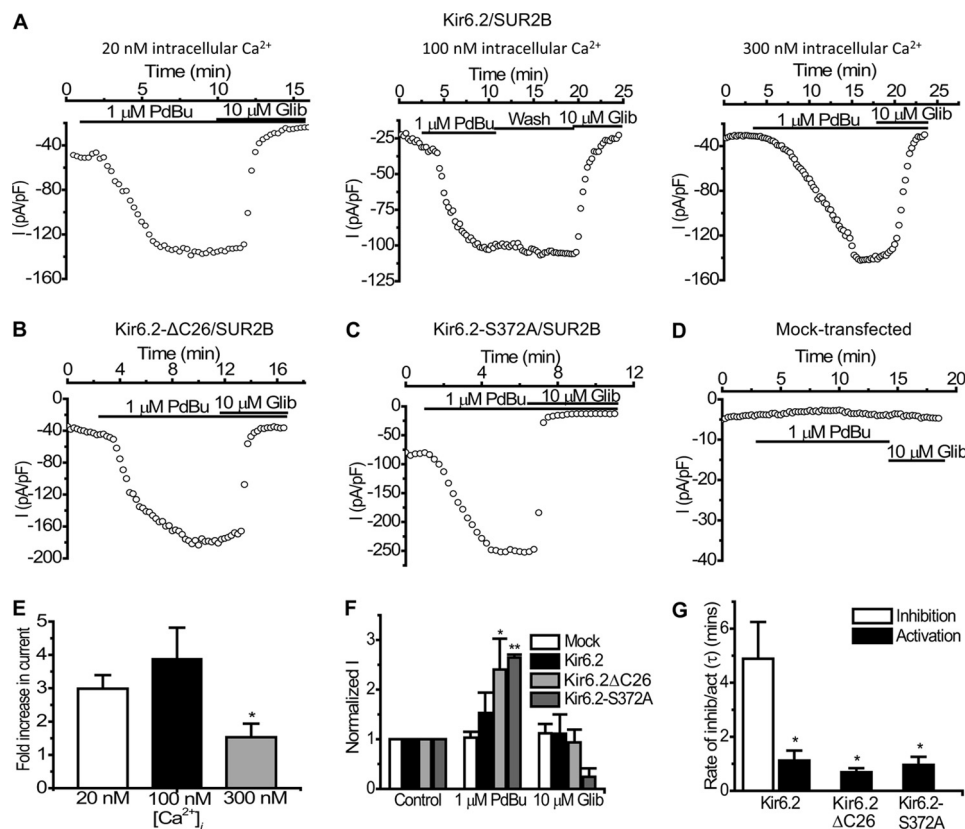 A
Kir6.2/SUR2B
20 nM intracellular Ca²⁺
Time (min)
0 5 10 15
1 µM PdBu
10 µM Glib
-40
-80
-120
-160
I (pA/pF)
100 nM intracellular Ca²⁺
Time (min)
0 5 10 15 20 25
1 µM PdBu
Wash
10 µM Glib
-25
-50
-75
-100
-125
I (pA/pF)
300 nM intracellular Ca²⁺
Time (min)
0 5 10 15 20 25
1 µM PdBu
10 µM Glib
-40
-80
-120
-160
I (pA/pF)
B
Kir6.2-ΔC26/SUR2B
Time (min)
0 4 8 12 16
10 µM Glib
1 µM PdBu
0
-40
-80
-120
-160
-200
I (pA/pF)
C
Kir6.2-S372A/SUR2B
Time (min)
0 4 8 12
1 µM PdBu
10 µM Glib
0
-50
-100
-150
-200
-250
I (pA/pF)
D
Mock-transfected
Time (min)
0 5 10 15 20
0
-10
-20
-30
-40
I (pA/pF)
1 µM PdBu
10 µM Glib
E
Fold increase in current
5
4
3
2
1
0
*
20 nM 100 nM 300 nM
[Ca²⁺]i
F
Normalized I
3
2
1
0
Mock
Kir6.2
Kir6.2ΔC26
Kir6.2-S372A
*
**
Control 1 µM PdBu 10 µM Glib
G
Rate of inhib/act (τ) (mins)
6
4
2
0
Inhibition
Activation
* * *
Kir6.2 Kir6.2 Kir6.2-
ΔC26 S372A